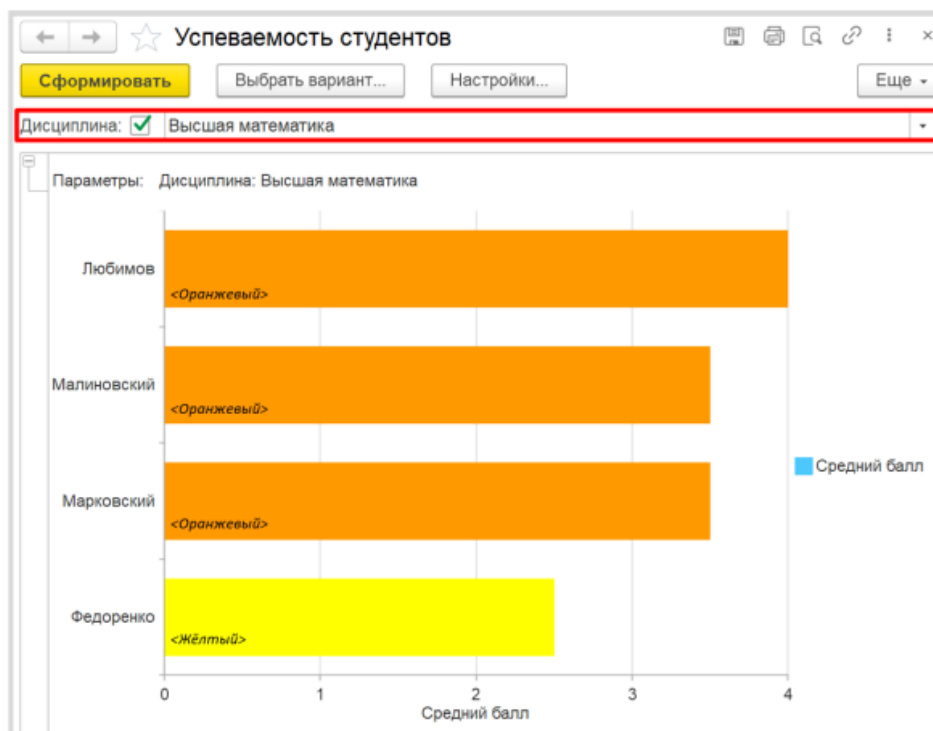 Успеваемость студентов
Сформировать Выбрать вариант... Настройки... Еще
Дисциплина: Высшая математика
Параметры: Дисциплина: Высшая математика
Любимов
<Оранжевый>
Малиновский
<Оранжевый>
Средний балл
Марковский
<Оранжевый>
Федоренко
<Жёлтый>
0 1 2 3 4
Средний балл